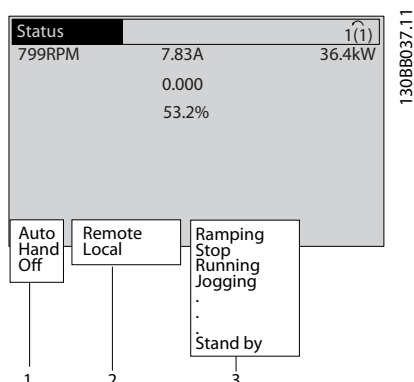 Status 1(1)
799RPM 7.83A 36.4kW
0.000
53.2%
Auto
Hand
Off
Remote
Local
Ramping
Stop
Running
Jogging
.
.
.
Stand by
1 2 3
130BB037.11